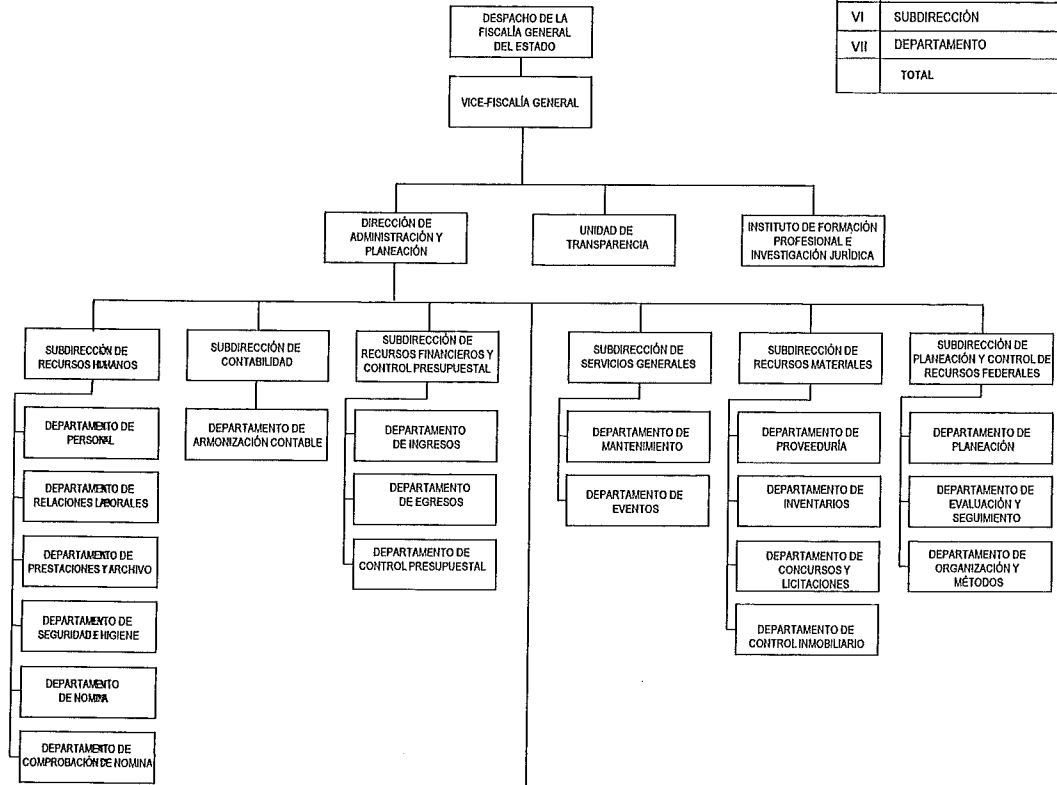 DESPACHO DE LA
FISCALÍA GENERAL
DEL ESTADO
VI SUBDIRECCIÓN
VII DEPARTAMENTO
TOTAL
VICE-FISCALÍA GENERAL
DIRECCIÓN DE
ADMINISTRACIÓN Y
PLANEACIÓN
UNIDAD DE
TRANSPARENCIA
INSTITUTO DE FORMACIÓN
PROFESIONAL E
INVESTIGACIÓN JURÍDICA
SUBDIRECCIÓN DE
RECURSOS HUMANOS
SUBDIRECCIÓN DE
CONTABILIDAD
SUBDIRECCIÓN DE
RECURSOS FINANCIEROS Y
CONTROL PRESUPUESTAL
SUBDIRECCIÓN DE
SERVICIOS GENERALES
SUBDIRECCIÓN DE
RECURSOS MATERIALES
SUBDIRECCIÓN DE
PLANEACIÓN Y CONTROL DE
RECURSOS FEDERALES
DEPARTAMENTO DE
PERSONAL
DEPARTAMENTO DE
RELACIONES LABORALES
DEPARTAMENTO DE
PRESTACIONES Y ARCHIVO
DEPARTAMENTO DE
SEGURIDAD E HIGIENE
DEPARTAMENTO
DE NOMINA
DEPARTAMENTO DE
COMPROBACIÓN DE NOMINA
DEPARTAMENTO DE
ARMONIZACIÓN CONTABLE
DEPARTAMENTO
DE INGRESOS
DEPARTAMENTO
DE EGRESOS
DEPARTAMENTO DE
CONTROL PRESUPUESTAL
DEPARTAMENTO DE
MANTENIMIENTO
DEPARTAMENTO DE
EVENTOS
DEPARTAMENTO DE
PROVEEDURÍA
DEPARTAMENTO DE
INVENTARIOS
DEPARTAMENTO DE
CONCURSOS Y
LICITACIONES
DEPARTAMENTO DE
CONTROL INMOBILIARIO
DEPARTAMENTO DE
PLANEACIÓN
DEPARTAMENTO DE
EVALUACIÓN Y
SEGUIMIENTO
DEPARTAMENTO DE
ORGANIZACIÓN Y
MÉTODOS